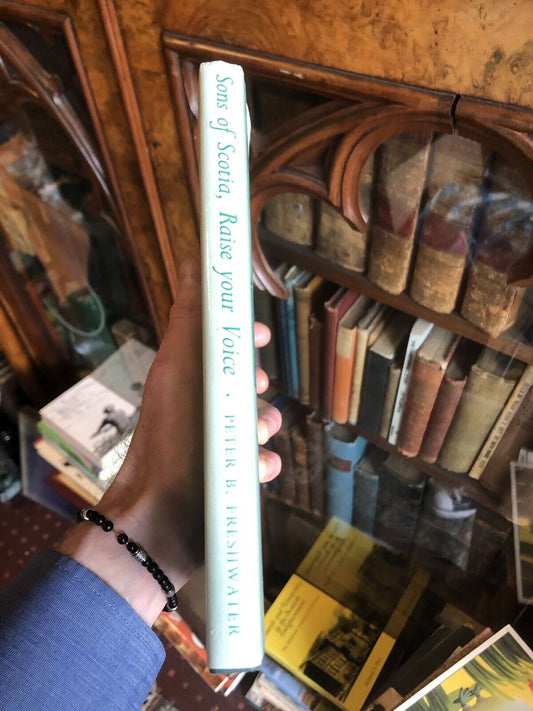 Sons of Scotia, Raise your Voice · PETER B. FRESHWATER